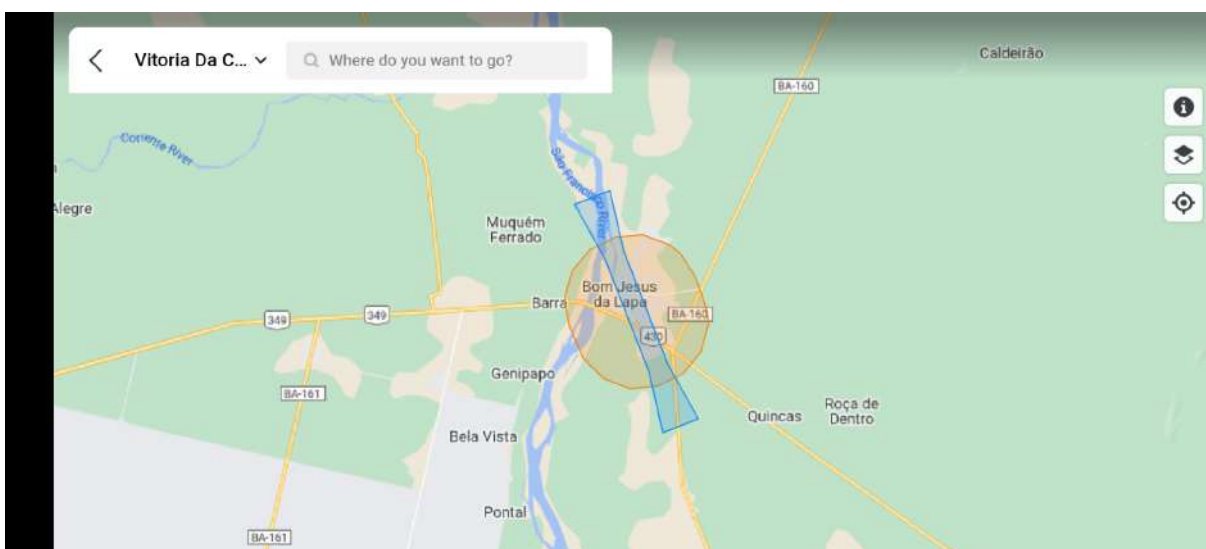 Vitoria Da C...
Where do you want to go?
Caldeirão
BA-160
Corrente River
São Francisco River
Alegre
Muquém
Ferrado
Bom Jesus
da Lapa
Barra
349
349
BA-160
430
Genipapo
BA-161
Roça de
Dentro
Quincas
Bela Vista
Pontal
BA-161